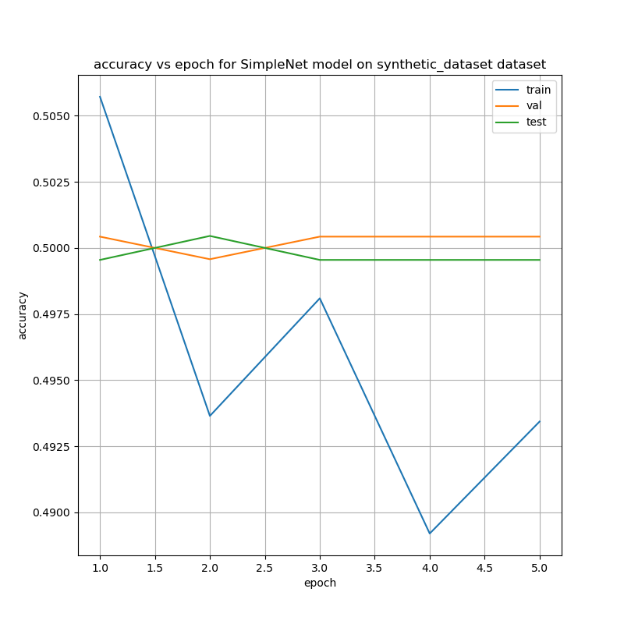 accuracy vs epoch for SimpleNet model on synthetic_dataset dataset
train
val
test
0.5050
0.5025
0.5000
0.4975
0.4950
0.4925
0.4900
accuracy
1.0 1.5 2.0 2.5 3.0 3.5 4.0 4.5 5.0
epoch